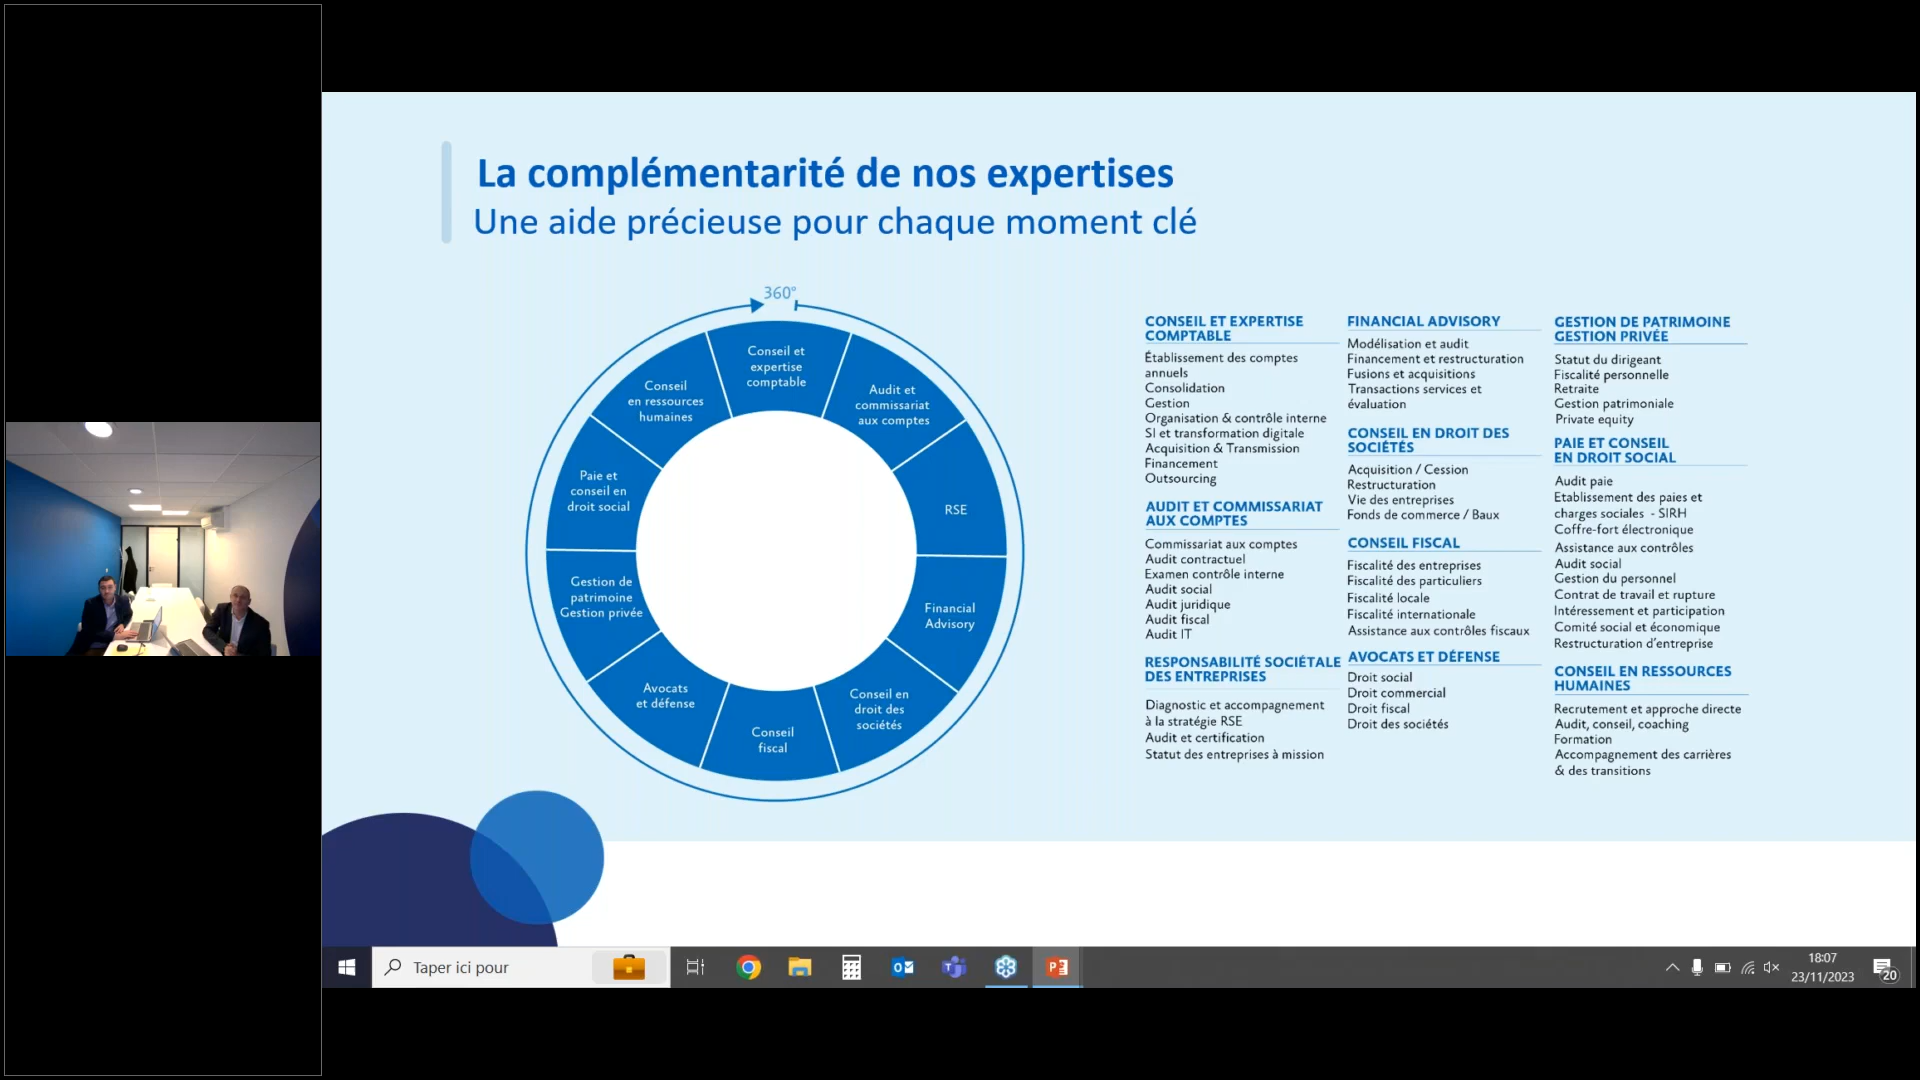 La complémentarité de nos expertises
Une aide précieuse pour chaque moment clé
360°
Conseil et
expertise
comptable
Audit et
commissariat
aux comptes
RSE
Financial
Advisory
Conseil en
droit des
sociétés
Conseil
fiscal
Avocats
et défense
Gestion de
patrimoine
Gestion privée
Paie et
conseil en
droit social
Conseil
en ressources
humaines
CONSEIL ET EXPERTISE
COMPTABLE
Établissement des comptes
annuels
Consolidation
Gestion
Organisation & contrôle interne
SI et transformation digitale
Acquisition & Transmission
Financement
Outsourcing
AUDIT ET COMMISSARIAT
AUX COMPTES
Commissariat aux comptes
Audit contractuel
Examen contrôle interne
Audit social
Audit juridique
Audit fiscal
Audit IT
RESPONSABILITÉ SOCIÉTALE
DES ENTREPRISES
Diagnostic et accompagnement
à la stratégie RSE
Audit et certification
Statut des entreprises à mission
FINANCIAL ADVISORY
Modélisation et audit
Financement et restructuration
Fusions et acquisitions
Transactions services et
évaluation
CONSEIL EN DROIT DES
SOCIÉTÉS
Acquisition / Cession
Restructuration
Vie des entreprises
Fonds de commerce / Baux
CONSEIL FISCAL
Fiscalité des entreprises
Fiscalité des particuliers
Fiscalité locale
Fiscalité internationale
Assistance aux contrôles fiscaux
AVOCATS ET DÉFENSE
Droit social
Droit commercial
Droit fiscal
Droit des sociétés
GESTION DE PATRIMOINE
GESTION PRIVÉE
Statut du dirigeant
Fiscalité personnelle
Retraite
Gestion patrimoniale
Private equity
PAIE ET CONSEIL
EN DROIT SOCIAL
Audit paie
Etablissement des paies et
charges sociales - SIRH
Coffre-fort électronique
Assistance aux contrôles
Audit social
Gestion du personnel
Contrat de travail et rupture
Intéressement et participation
Comité social et économique
Restructuration d'entreprise
CONSEIL EN RESSOURCES
HUMAINES
Recrutement et approche directe
Audit, conseil, coaching
Formation
Accompagnement des carrières
& des transitions
Taper ici pour
18:07
23/11/2023
20